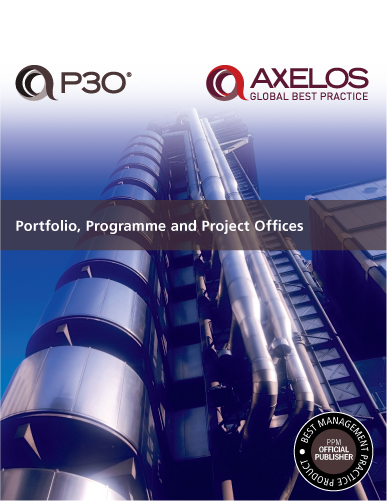 P3O®
AXELOS
GLOBAL BEST PRACTICE
Portfolio, Programme and Project Offices
BEST MANAGEMENT PRACTICE PRODUCT
PPM
OFFICIAL
PUBLISHER